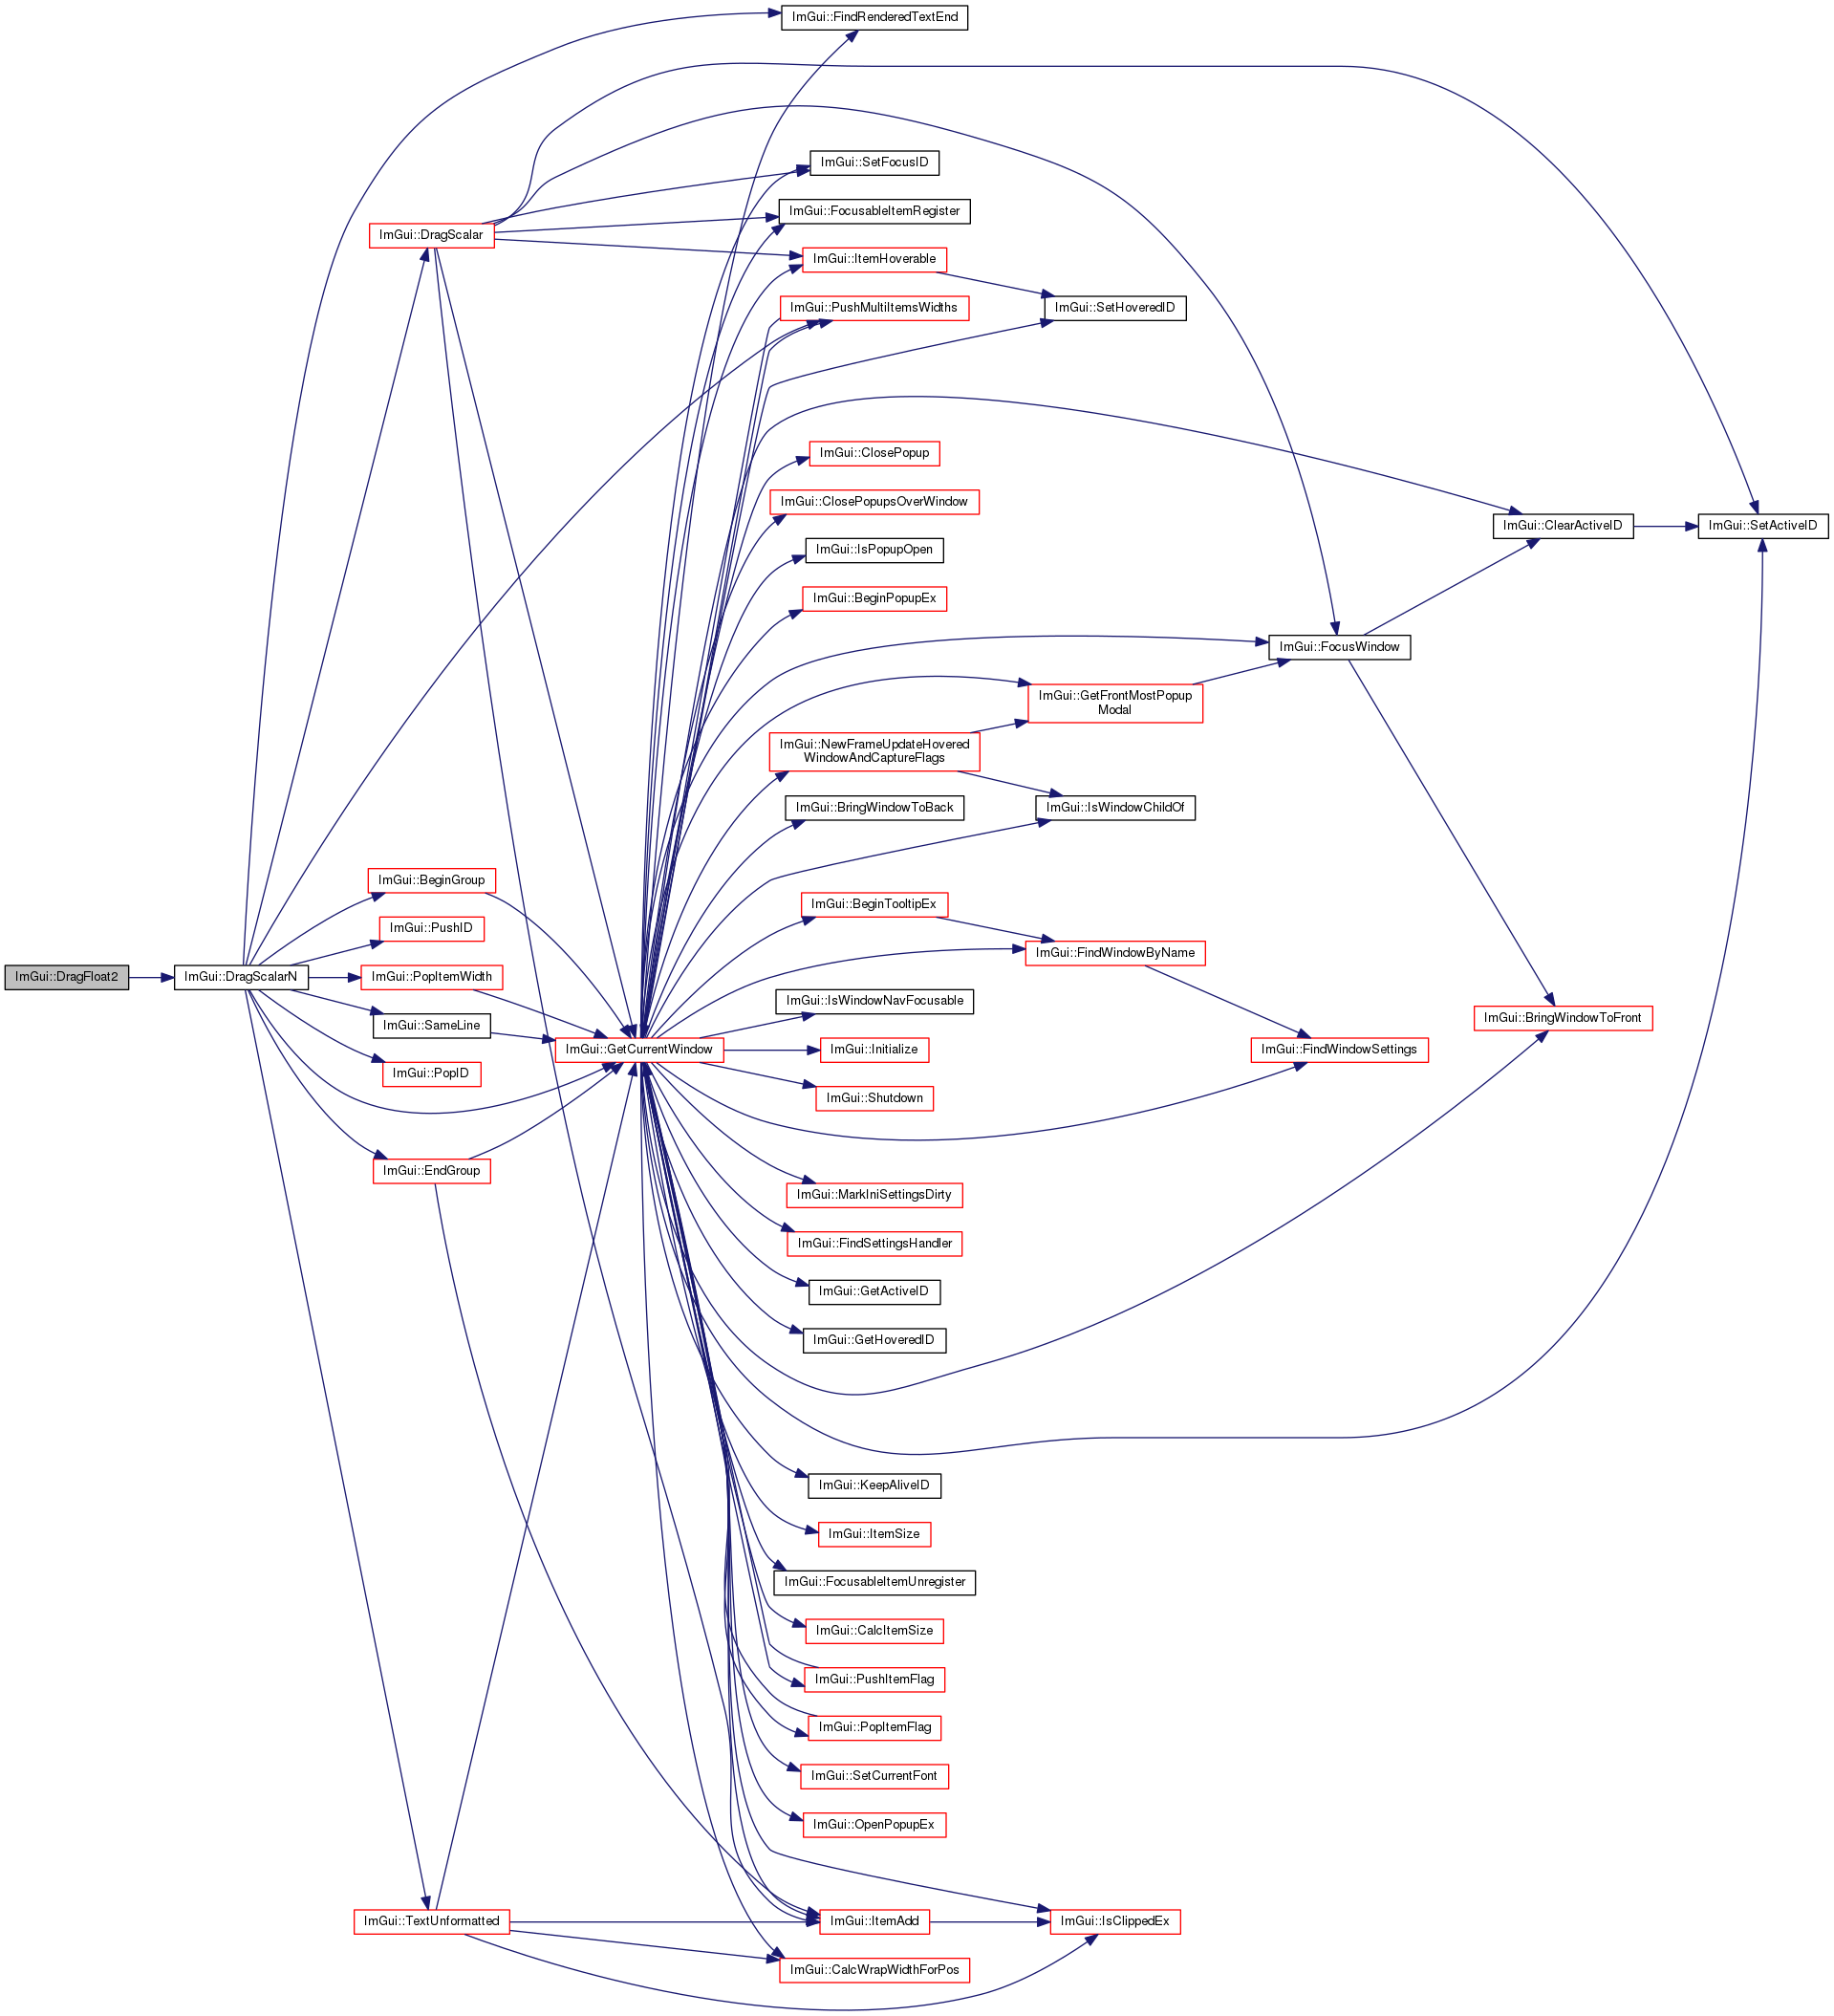 ImGui::FindRenderedTextEnd
ImGui::SetFocusID
ImGui::FocusableItemRegister
ImGui::DragScalar
ImGui::ItemHoverable
ImGui::PushMultiItemsWidths
ImGui::SetHoveredID
ImGui::ClosePopup
ImGui::ClosePopupsOverWindow
ImGui::ClearActiveID
ImGui::SetActiveID
ImGui::IsPopupOpen
ImGui::BeginPopupEx
ImGui::FocusWindow
ImGui::GetFrontMostPopup
Modal
ImGui::NewFrameUpdateHovered
WindowAndCaptureFlags
ImGui::BringWindowToBack
ImGui::IsWindowChildOf
ImGui::BeginGroup
ImGui::BeginTooltipEx
ImGui::PushID
ImGui::FindWindowByName
ImGui::DragFloat2
ImGui::DragScalarN
ImGui::PopItemWidth
ImGui::IsWindowNavFocusable
ImGui::BringWindowToFront
ImGui::SameLine
ImGui::GetCurrentWindow
ImGui::Initialize
ImGui::FindWindowSettings
ImGui::PopID
ImGui::Shutdown
ImGui::EndGroup
ImGui::MarkIniSettingsDirty
ImGui::FindSettingsHandler
ImGui::GetActiveID
ImGui::GetHoveredID
ImGui::KeepAliveID
ImGui::ItemSize
ImGui::FocusableItemUnregister
ImGui::CalcItemSize
ImGui::PushItemFlag
ImGui::PopItemFlag
ImGui::SetCurrentFont
ImGui::OpenPopupEx
ImGui::TextUnformatted
ImGui::ItemAdd
ImGui::IsClippedEx
ImGui::CalcWrapWidthForPos